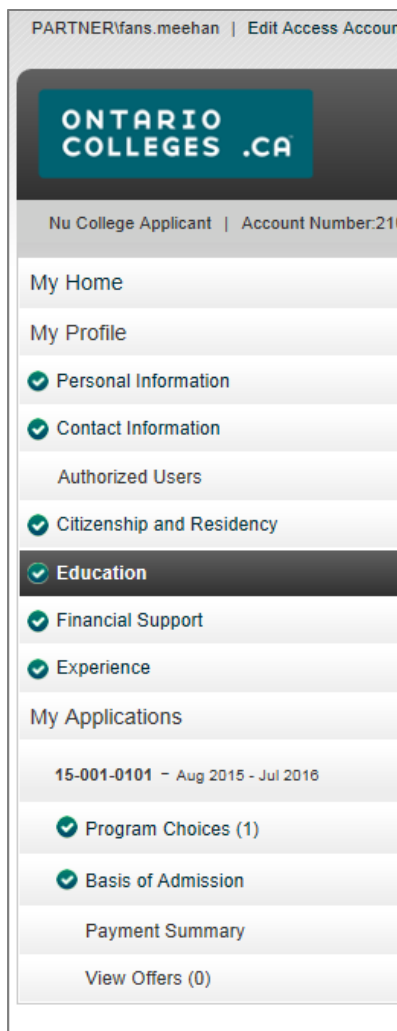 PARTNER\fans.meehan | Edit Access
ONTARIO
COLLEGES .CA
Nu College Applicant | Account Number:21
My Home
My Profile
Personal Information
Contact Information
Authorized Users
Citizenship and Residency
Education
Financial Support
Experience
My Applications
15-001-0101 - Aug 2015 - Jul 2016
Program Choices (1)
Basis of Admission
Payment Summary
View Offers (0)